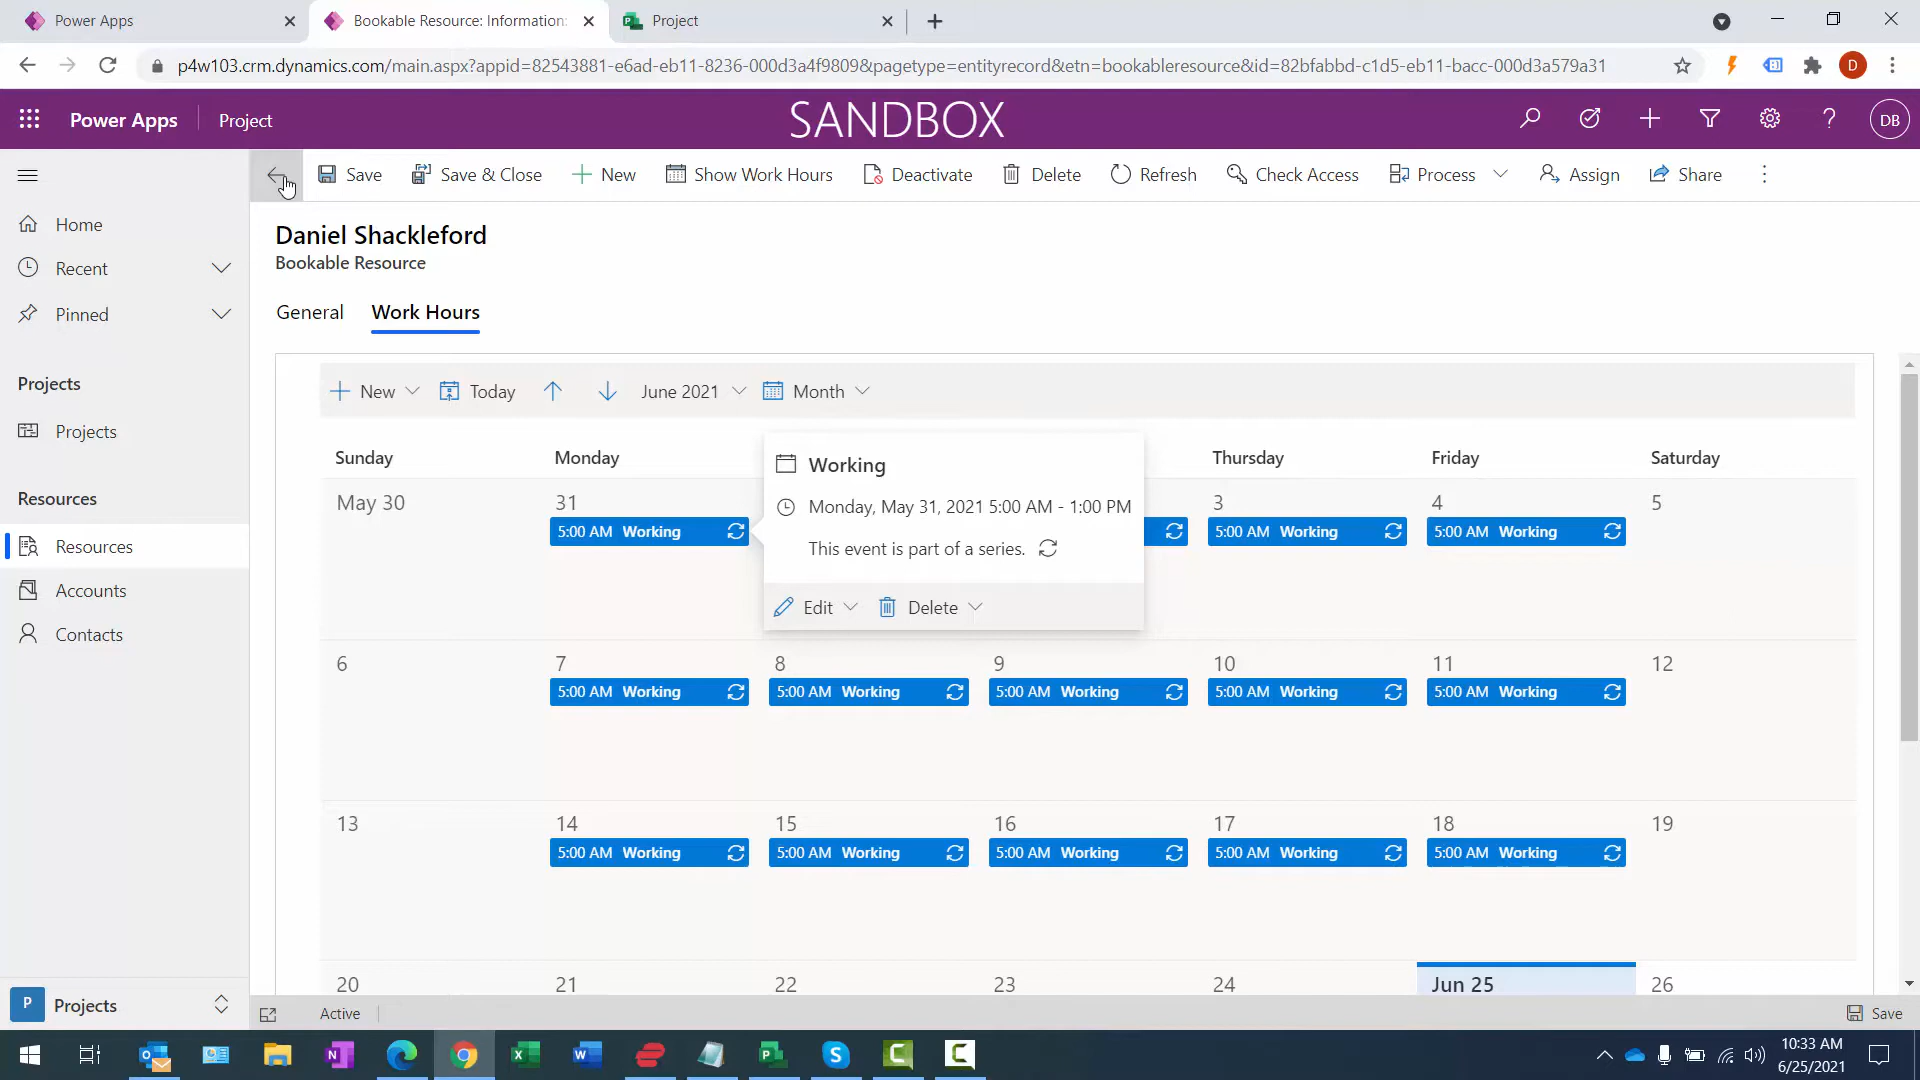 Power Apps
Bookable Resource: Information:
Project
p4w103.crm.dynamics.com/main.aspx?appid=82543881-e6ad-eb11-8236-000d3a4f9809&pagetype=entityrecord&etn=bookableresource&id=82bfabbd-c1d5-eb11-bacc-000d3a579a31
D
Power Apps
Project
SANDBOX
DB
Save
Save & Close
New
Show Work Hours
Deactivate
Delete
Refresh
Check Access
Process
Assign
Share
Home
Recent
Pinned
Projects
Projects
Resources
Resources
Accounts
Contacts
P
Projects
Daniel Shackleford
Bookable Resource
General
Work Hours
New
Today
June 2021
Month
Sunday
Monday
Thursday
Friday
Saturday
May 30
31
3
4
5
5:00 AM Working
5:00 AM Working
5:00 AM Working
Working
Monday, May 31, 2021 5:00 AM - 1:00 PM
This event is part of a series.
Edit
Delete
6
7
8
9
10
11
12
5:00 AM Working
5:00 AM Working
5:00 AM Working
5:00 AM Working
5:00 AM Working
13
14
15
16
17
18
19
5:00 AM Working
5:00 AM Working
5:00 AM Working
5:00 AM Working
5:00 AM Working
20
21
22
23
24
Jun 25
26
Active
Save
10:33 AM
6/25/2021